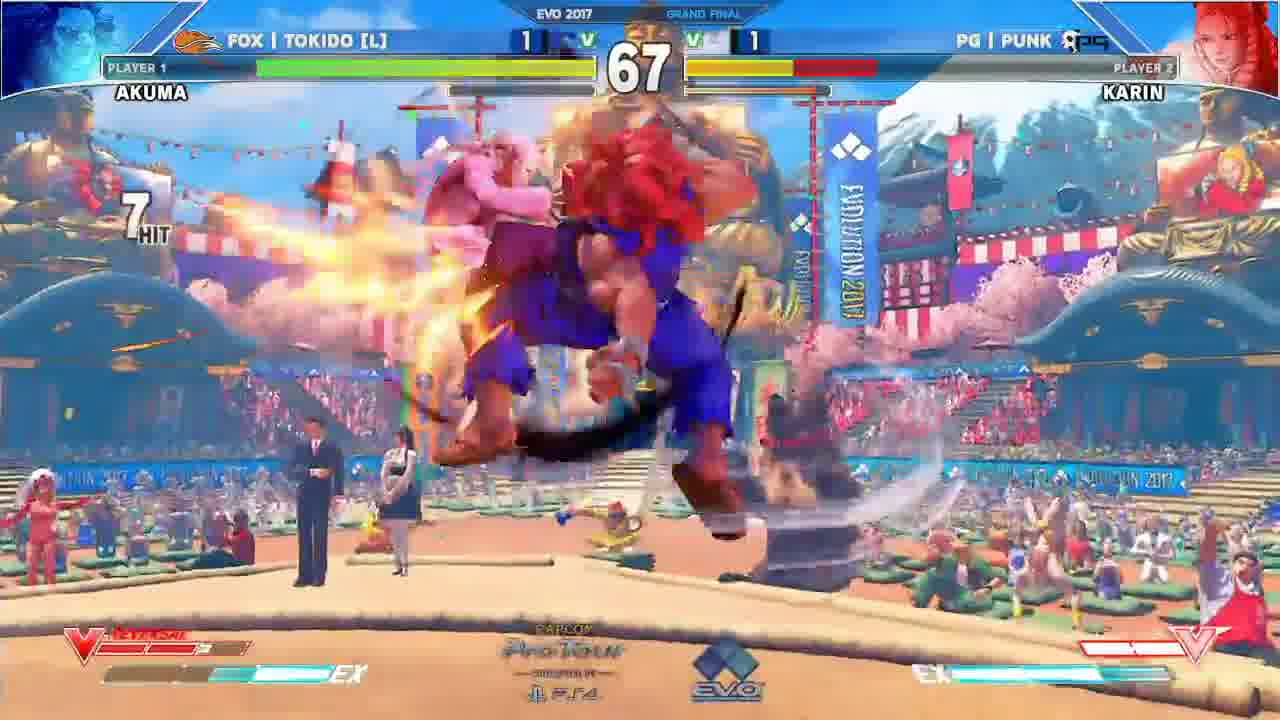 EVO 2017
GRAND FINAL
FOX | TOKIDO [L]
1
V
67
V
1
PG | PUNK
PLAYER 1
PLAYER 2
AKUMA
KARIN
7
HIT
EVOLUTION 2017
EX
EX
CAPCOM
PRO TOUR
PS4
EVO